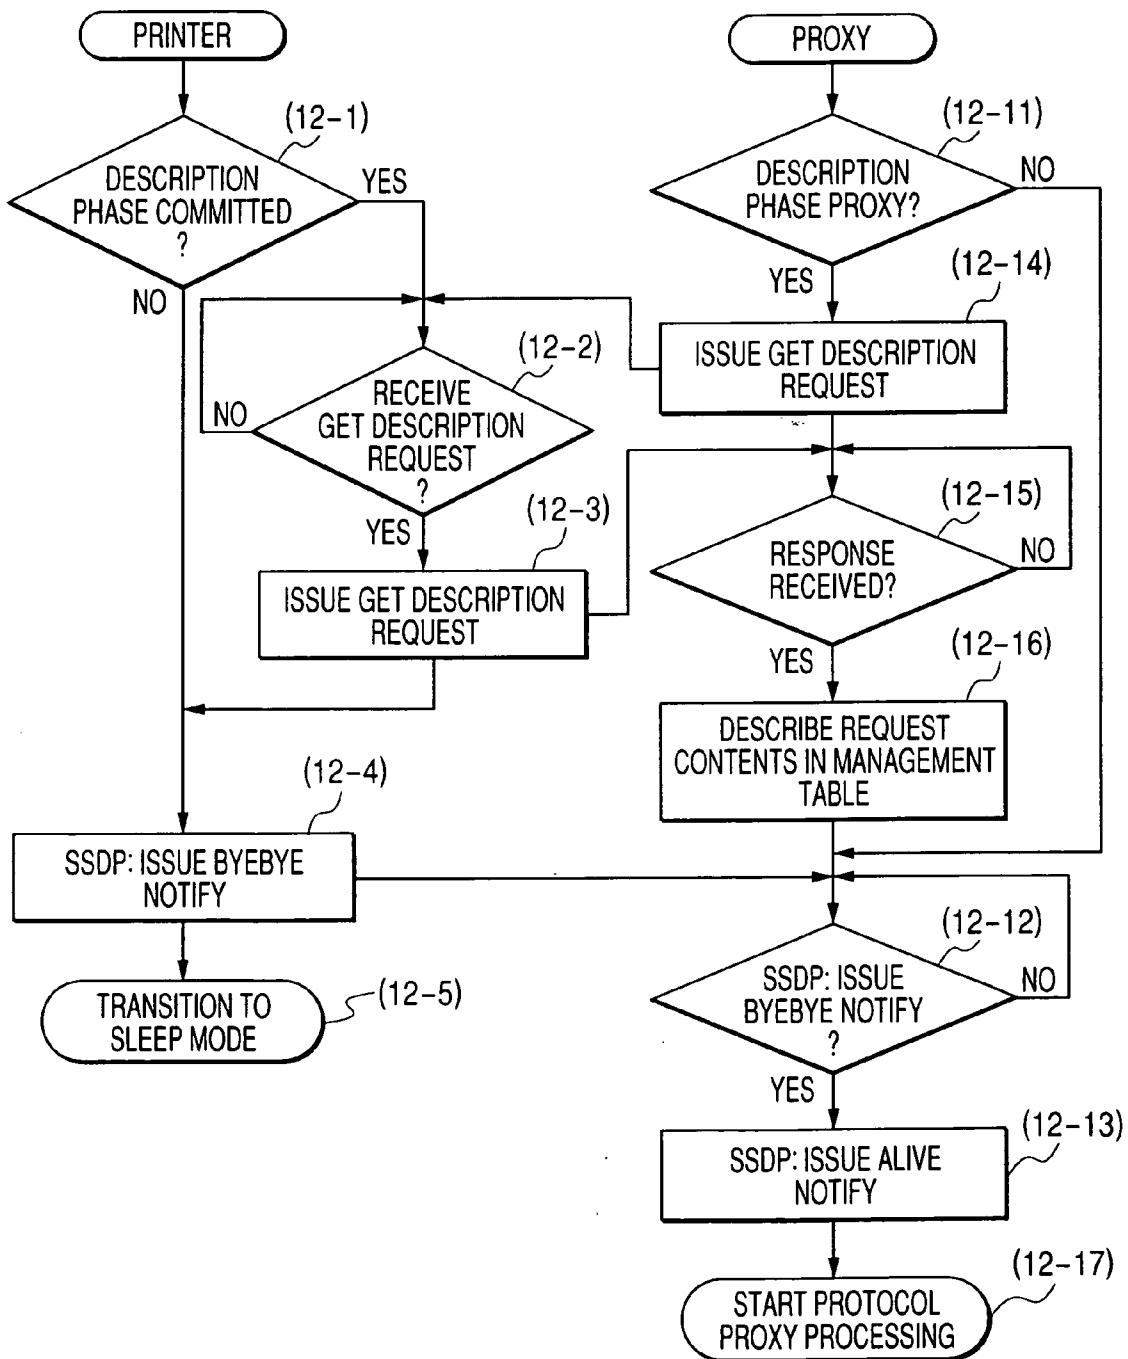 PRINTER
(12-1)
DESCRIPTION
PHASE COMMITTED
?
YES
NO
(12-2)
RECEIVE
GET DESCRIPTION
REQUEST
?
NO
YES
(12-3)
ISSUE GET DESCRIPTION
REQUEST
(12-4)
SSDP: ISSUE BYEBYE
NOTIFY
TRANSITION TO
SLEEP MODE
(12-5)
PROXY
(12-11)
DESCRIPTION
PHASE PROXY?
NO
YES
(12-14)
ISSUE GET DESCRIPTION
REQUEST
(12-15)
RESPONSE
RECEIVED?
NO
YES
(12-16)
DESCRIBE REQUEST
CONTENTS IN MANAGEMENT
TABLE
(12-12)
SSDP: ISSUE
BYEBYE NOTIFY
?
NO
YES
(12-13)
SSDP: ISSUE ALIVE
NOTIFY
(12-17)
START PROTOCOL
PROXY PROCESSING